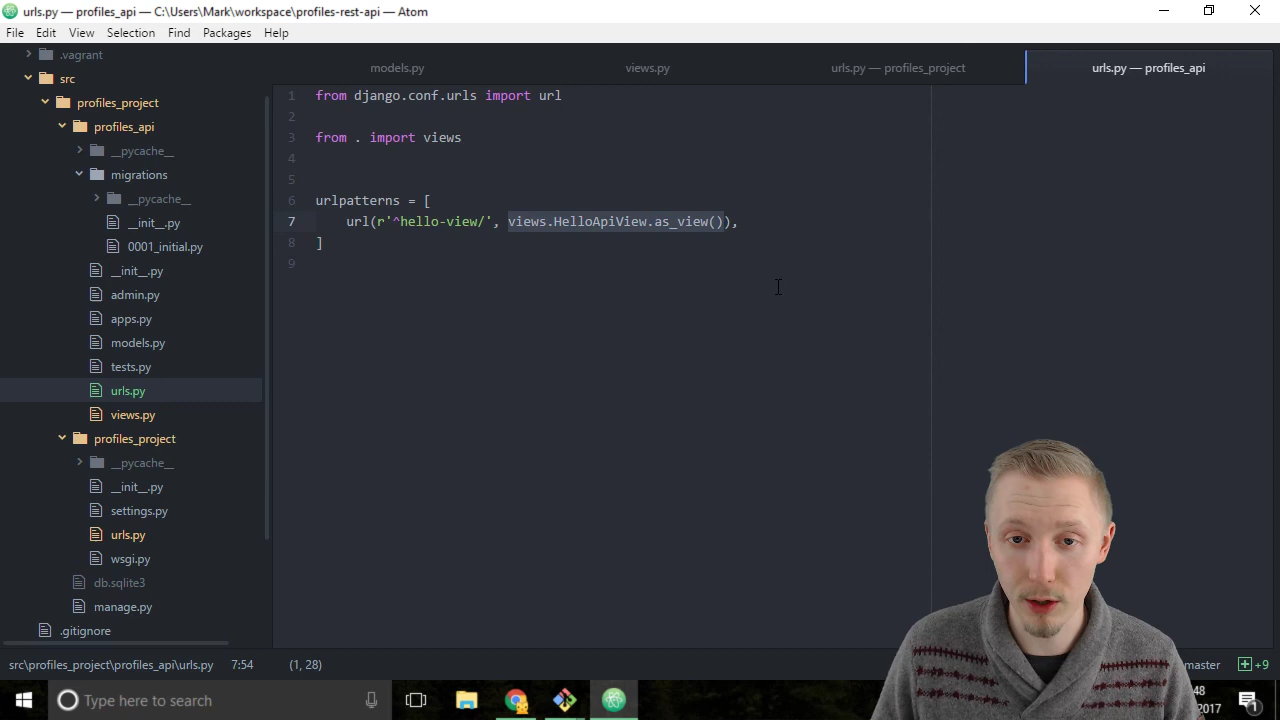 urls.py — profiles_api — C:\Users\Mark\workspace\profiles-rest-api — Atom
File Edit View Selection Find Packages Help
.vagrant
src
profiles_project
profiles_api
__pycache__
migrations
__pycache__
__init__.py
0001_initial.py
__init__.py
admin.py
apps.py
models.py
tests.py
urls.py
views.py
profiles_project
__pycache__
__init__.py
settings.py
urls.py
wsgi.py
db.sqlite3
manage.py
.gitignore
models.py views.py urls.py — profiles_project urls.py — profiles_api
1 from django.conf.urls import url
2
3 from . import views
4
5
6 urlpatterns = [
7 url(r'^hello-view/', views.HelloApiView.as_view()),
8 ]
9
src\profiles_project\profiles_api\urls.py 7:54 (1, 28) master +9
Type here to search
48
2017
1